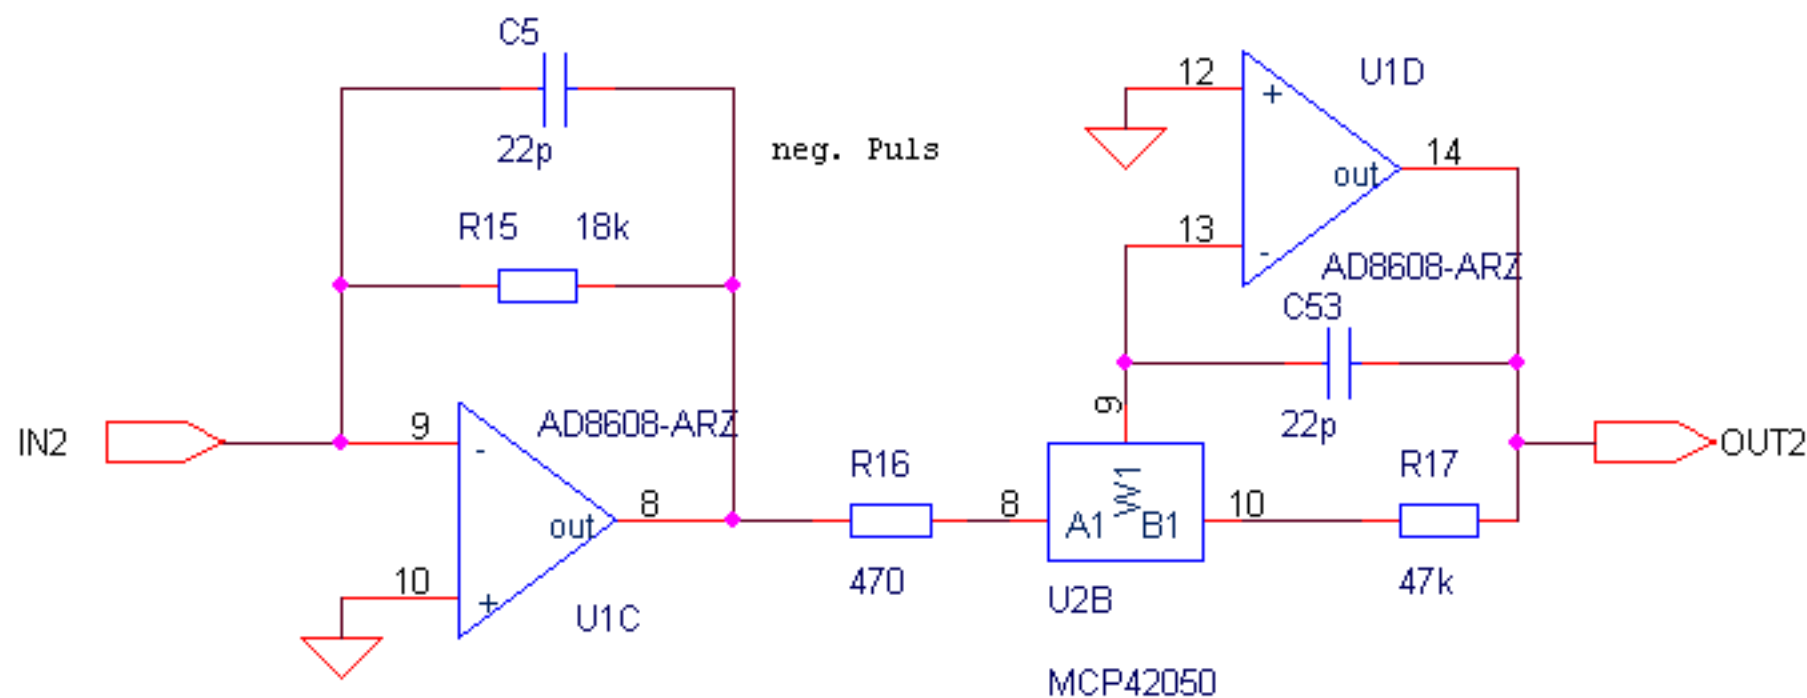 C5
22p
neg. Puls
R15 18k
IN2
9
-
AD8608-ARZ
out
8
10
+
U1C
R16
470
8
9
A1 W1 B1
10
U2B
MCP42050
12
+
U1D
out
14
13
-
AD8608-ARZ
C53
22p
R17
47k
OUT2